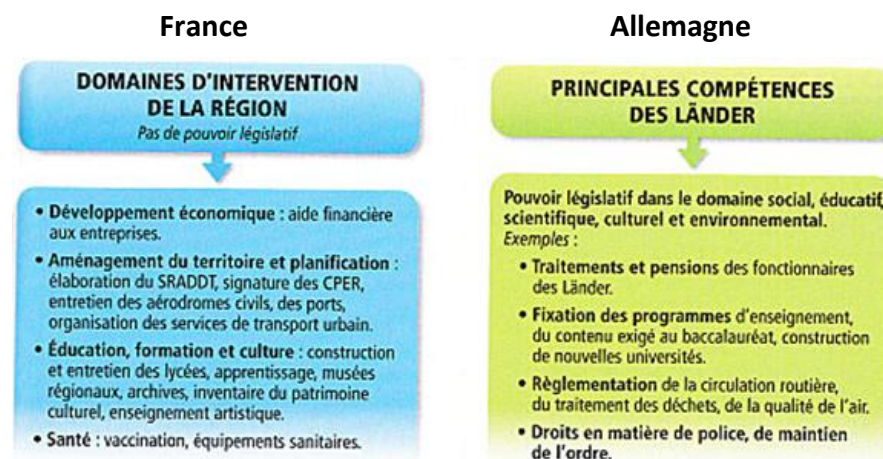 France
DOMAINES D'INTERVENTION
DE LA RÉGION
Pas de pouvoir législatif
• Développement économique : aide financière
aux entreprises.
• Aménagement du territoire et planification :
élaboration du SRADDT, signature des CPER,
entretien des aérodromes civils, des ports,
organisation des services de transport urbain.
• Éducation, formation et culture : construction
et entretien des lycées, apprentissage, musées
régionaux, archives, inventaire du patrimoine
culturel, enseignement artistique.
• Santé : vaccination, équipements sanitaires.
Allemagne
PRINCIPALES COMPÉTENCES
DES LÄNDER
Pouvoir législatif dans le domaine social, éducatif,
scientifique, culturel et environnemental.
Exemples :
• Traitements et pensions des fonctionnaires
des Länder.
• Fixation des programmes d'enseignement,
du contenu exigé au baccalauréat, construction
de nouvelles universités.
• Règlementation de la circulation routière,
du traitement des déchets, de la qualité de l'air.
• Droits en matière de police, de maintien
de l'ordre.